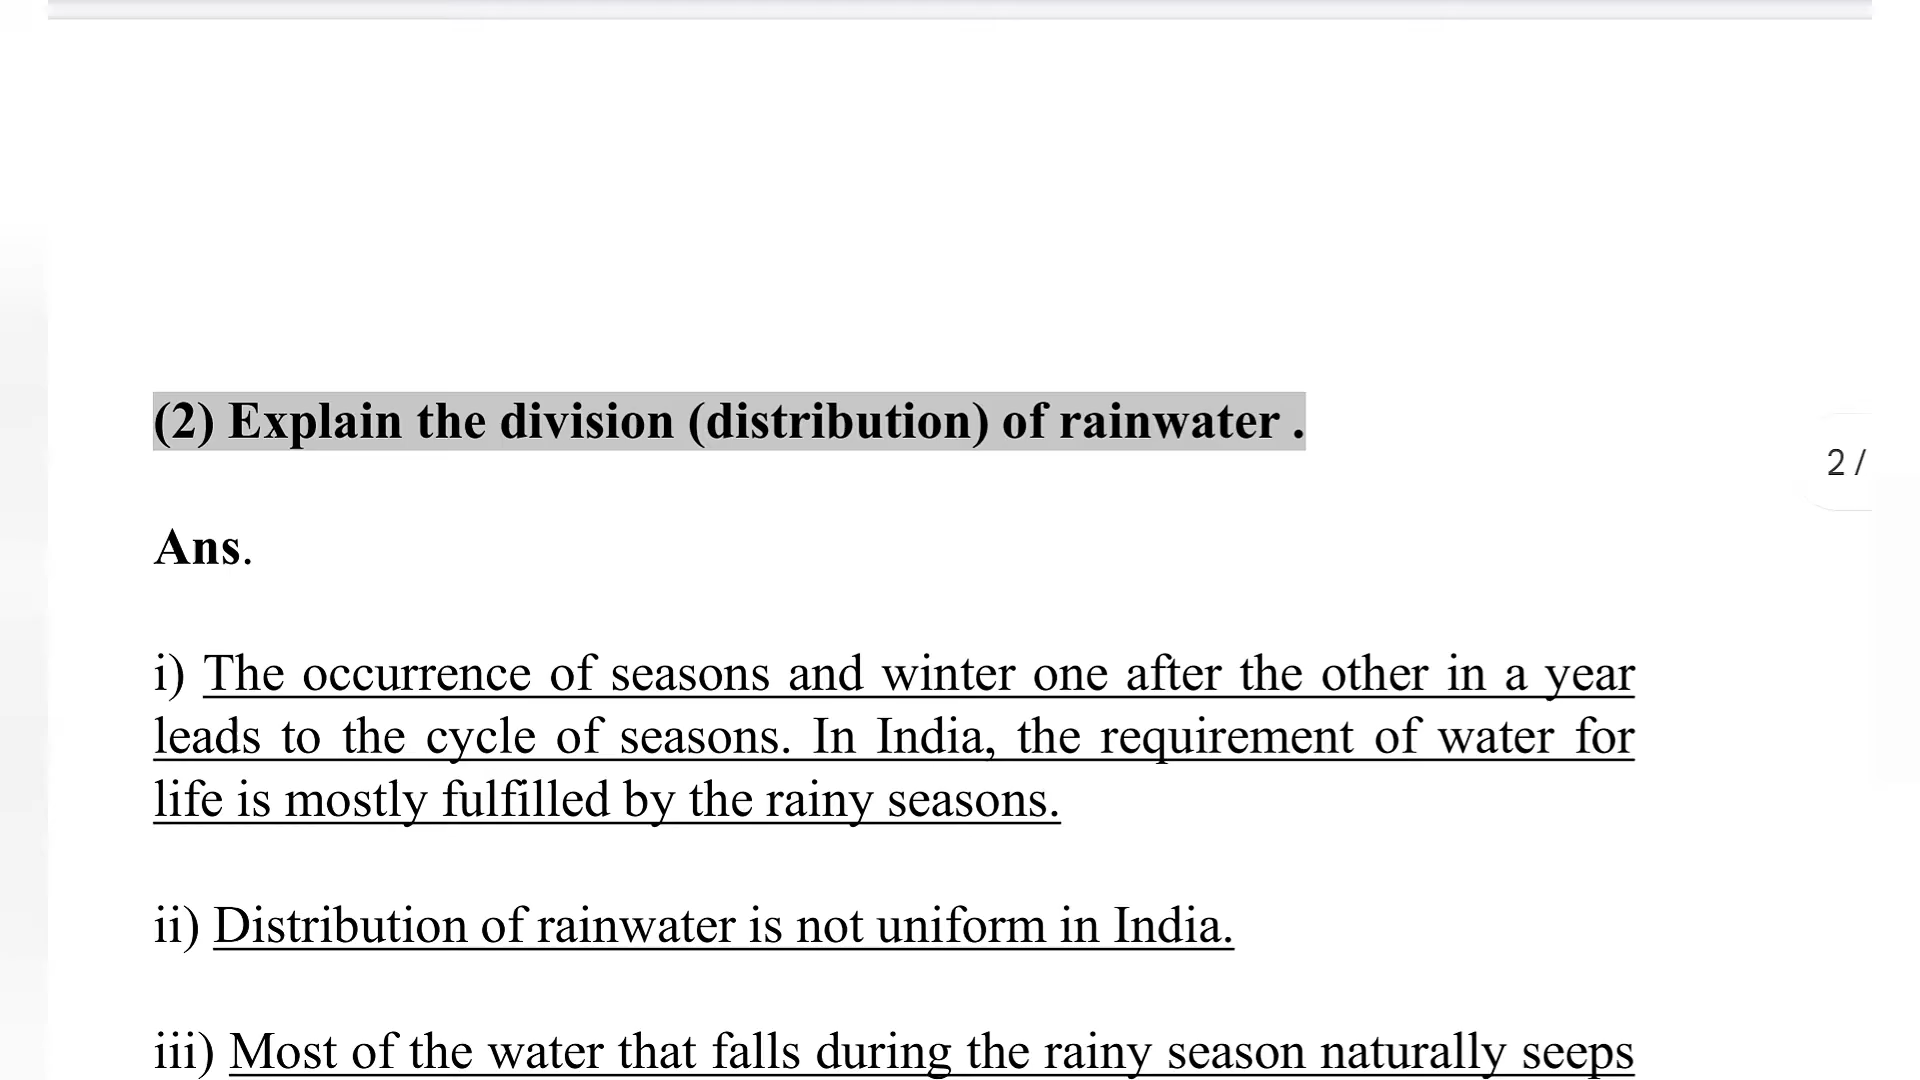 (2) Explain the division (distribution) of rainwater .
2 /
Ans.
i) The occurrence of seasons and winter one after the other in a year
leads to the cycle of seasons. In India, the requirement of water for
life is mostly fulfilled by the rainy seasons.
ii) Distribution of rainwater is not uniform in India.
iii) Most of the water that falls during the rainy season naturally seeps